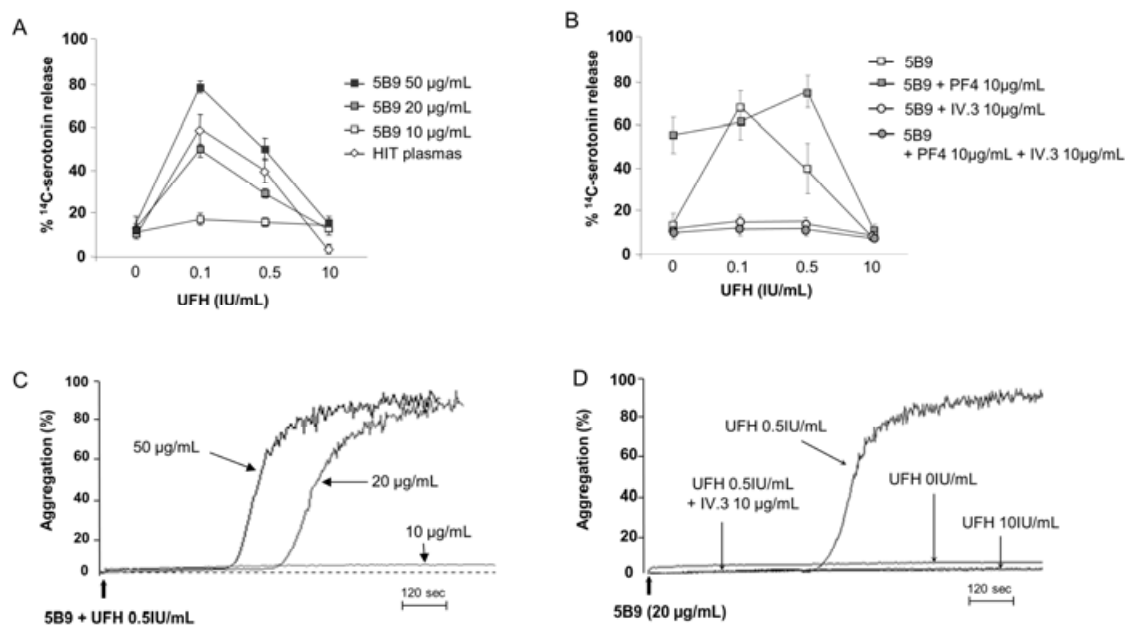 A
100
80
60
40
20
0
% ¹⁴C-serotonin release
0
0.1
0.5
10
UFH (IU/mL)
5B9 50 µg/mL
5B9 20 µg/mL
5B9 10 µg/mL
HIT plasmas
B
100
80
60
40
20
0
% ¹⁴C-serotonin release
0
0.1
0.5
10
UFH (IU/mL)
5B9
5B9 + PF4 10µg/mL
5B9 + IV.3 10µg/mL
5B9
+ PF4 10µg/mL + IV.3 10µg/mL
C
100
80
60
40
20
0
Aggregation (%)
50 µg/mL
20 µg/mL
10 µg/mL
120 sec
5B9 + UFH 0.5IU/mL
D
100
80
60
40
20
0
Aggregation (%)
UFH 0.5IU/mL
UFH 0.5IU/mL
+ IV.3 10 µg/mL
UFH 0IU/mL
UFH 10IU/mL
120 sec
5B9 (20 µg/mL)